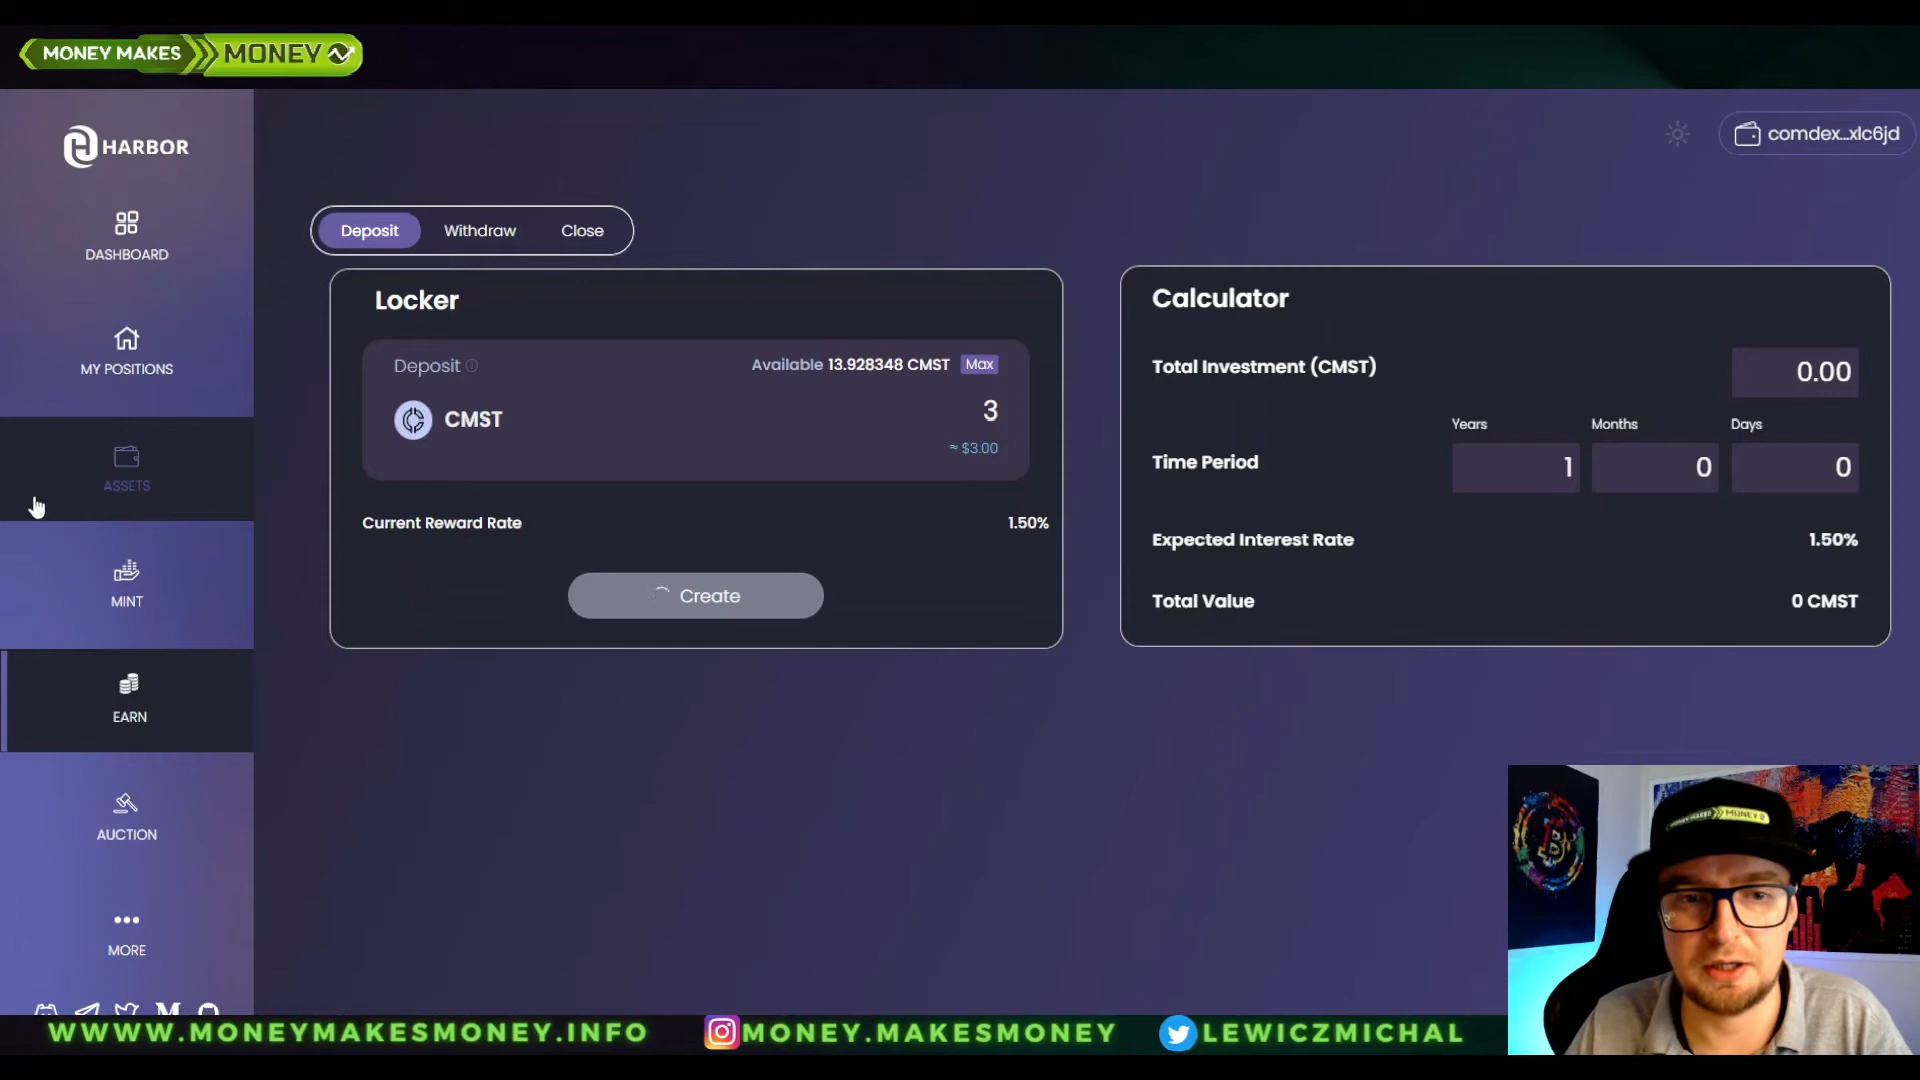 MONEY MAKES MONEY
HARBOR
comdex...xlc6jd
DASHBOARD
MY POSITIONS
ASSETS
MINT
EARN
AUCTION
MORE
Deposit Withdraw Close
Locker
Deposit
Available 13.928348 CMST Max
CMST
3
≈ $3.00
Current Reward Rate 1.50%
Create
Calculator
Total Investment (CMST) 0.00
Years Months Days
Time Period 1 0 0
Expected Interest Rate 1.50%
Total Value 0 CMST
MONEY MAKES MONEY
WWWW.MONEYMAKESMONEY.INFO MONEY.MAKESMONEY LEWICZMICHAL